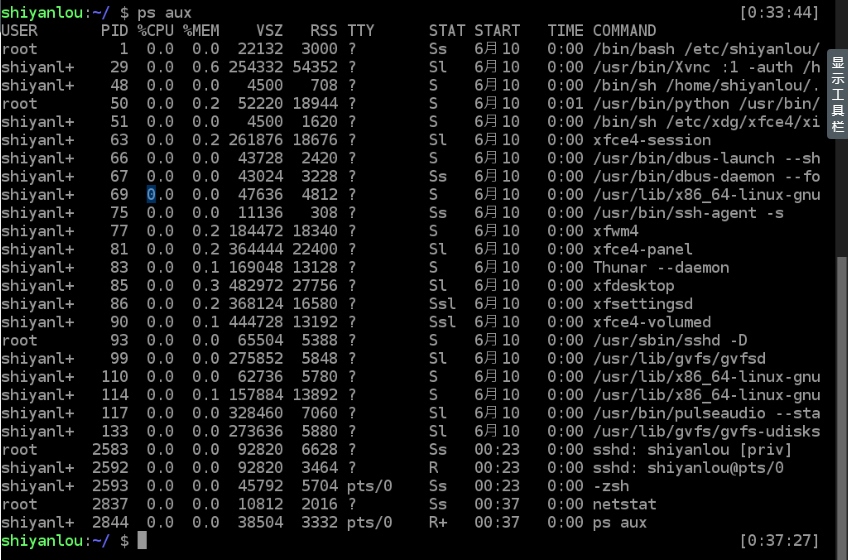 shiyanlou:~/ $ ps aux [0:33:44]
USER PID %CPU %MEM VSZ RSS TTY STAT START TIME COMMAND
root 1 0.0 0.0 22132 3000 ? Ss 6月10 0:00 /bin/bash /etc/shiyanlou/
shiyanl+ 29 0.0 0.6 254332 54352 ? Sl 6月10 0:00 /usr/bin/Xvnc :1 -auth /h
shiyanl+ 48 0.0 0.0 4500 708 ? S 6月10 0:00 /bin/sh /home/shiyanlou/.
root 50 0.0 0.2 52220 18944 ? S 6月10 0:01 /usr/bin/python /usr/bin/
shiyanl+ 51 0.0 0.0 4500 1620 ? S 6月10 0:00 /bin/sh /etc/xdg/xfce4/xi
shiyanl+ 63 0.0 0.2 261876 18676 ? Sl 6月10 0:00 xfce4-session
shiyanl+ 66 0.0 0.0 43728 2420 ? S 6月10 0:00 /usr/bin/dbus-launch --sh
shiyanl+ 67 0.0 0.0 43024 3228 ? Ss 6月10 0:00 /usr/bin/dbus-daemon --fo
shiyanl+ 69 0.0 0.0 47636 4812 ? S 6月10 0:00 /usr/lib/x86_64-linux-gnu
shiyanl+ 75 0.0 0.0 11136 308 ? Ss 6月10 0:00 /usr/bin/ssh-agent -s
shiyanl+ 77 0.0 0.2 184472 18340 ? S 6月10 0:00 xfwm4
shiyanl+ 81 0.0 0.2 364444 22400 ? Sl 6月10 0:00 xfce4-panel
shiyanl+ 83 0.0 0.1 169048 13128 ? S 6月10 0:00 Thunar --daemon
shiyanl+ 85 0.0 0.3 482972 27756 ? Sl 6月10 0:00 xfdesktop
shiyanl+ 86 0.0 0.2 368124 16580 ? Ssl 6月10 0:00 xfsettingsd
shiyanl+ 90 0.0 0.1 444728 13192 ? Ssl 6月10 0:00 xfce4-volumed
root 93 0.0 0.0 65504 5388 ? S 6月10 0:00 /usr/sbin/sshd -D
shiyanl+ 99 0.0 0.0 275852 5848 ? Sl 6月10 0:00 /usr/lib/gvfs/gvfsd
shiyanl+ 110 0.0 0.0 62736 5780 ? S 6月10 0:00 /usr/lib/x86_64-linux-gnu
shiyanl+ 114 0.0 0.1 157884 13892 ? S 6月10 0:00 /usr/lib/x86_64-linux-gnu
shiyanl+ 117 0.0 0.0 328460 7060 ? Sl 6月10 0:00 /usr/bin/pulseaudio --sta
shiyanl+ 133 0.0 0.0 273636 5880 ? Sl 6月10 0:00 /usr/lib/gvfs/gvfs-udisks
root 2583 0.0 0.0 92820 6628 ? Ss 00:23 0:00 sshd: shiyanlou [priv]
shiyanl+ 2592 0.0 0.0 92820 3464 ? R 00:23 0:00 sshd: shiyanlou@pts/0
shiyanl+ 2593 0.0 0.0 45792 5704 pts/0 Ss 00:23 0:00 -zsh
root 2837 0.0 0.0 10812 2016 ? Ss 00:37 0:00 netstat
shiyanl+ 2844 0.0 0.0 38504 3332 pts/0 R+ 00:37 0:00 ps aux
shiyanlou:~/ $ [0:37:27]
显示工具栏